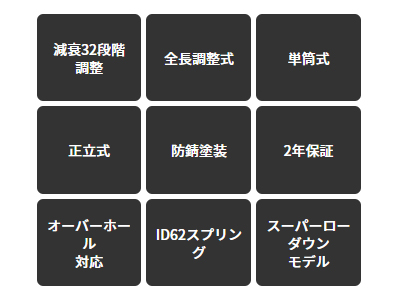 減衰32段階
調整
全長調整式
単筒式
正立式
防錆塗装
2年保証
オーバーホー
ル
対応
ID62スプリン
グ
スーパーロー
ダウン
モデル